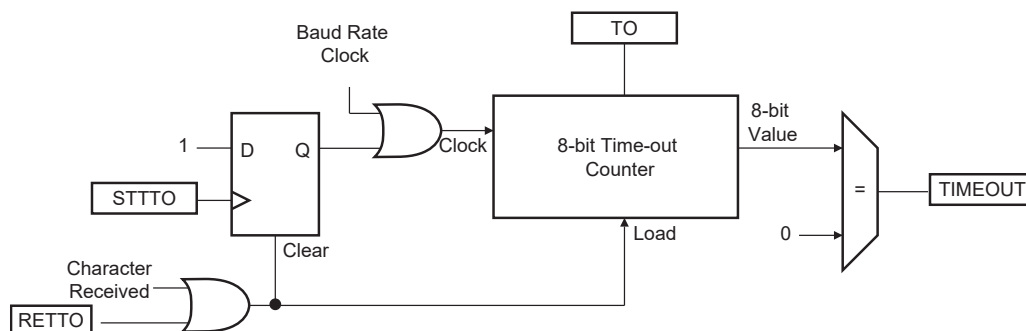 TO
Baud Rate
Clock
8-bit
Value
1
D
Q
Clock
8-bit Time-out
Counter
STTTO
=
TIMEOUT
Clear
Load
0
Character
Received
RETTO